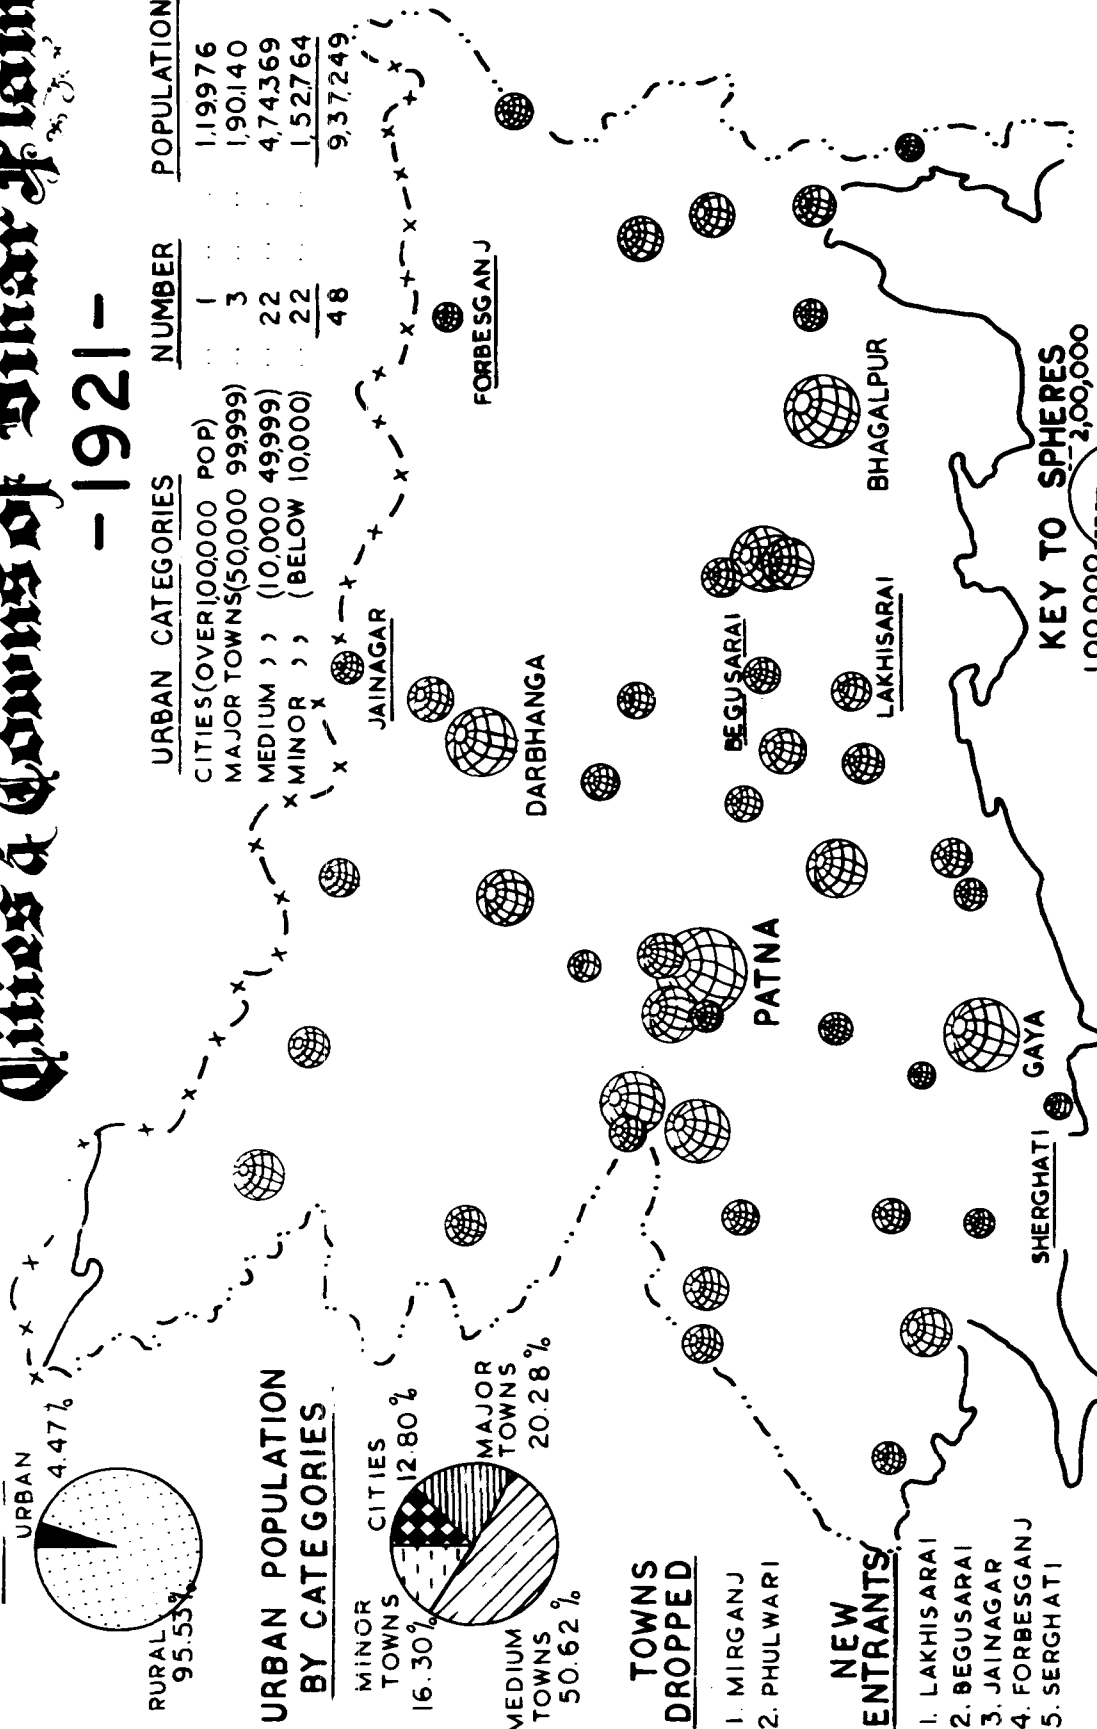 Cities & Towns of Bihar Plain
-1921-
URBAN CATEGORIES NUMBER POPULATION
CITIES(OVER 1,00,000 POP) .. 1 .. 1,19,976
MAJOR TOWNS(50,000 99,999) .. 3 .. 1,90,140
MEDIUM ,, (10,000 49,999) .. 22 .. 4,74,369
MINOR ,, (BELOW 10,000) .. 22 .. 1,52,764
48 9,37,249
URBAN
4.47%
RURAL
95.53%
URBAN POPULATION
BY CATEGORIES
CITIES
12.80%
MINOR
TOWNS
16.30%
MAJOR
TOWNS
20.28%
MEDIUM
TOWNS
50.62%
TOWNS
DROPPED
1. MIRGANJ
2. PHULWARI
NEW
ENTRANTS
1. LAKHISARAI
2. BEGUSARAI
3. JAINAGAR
4. FORBESGANJ
5. SERGHATI
JAINAGAR
FORBESGANJ
DARBHANGA
BEGUSARAI
BHAGALPUR
LAKHISARAI
PATNA
GAYA
SHERGHATI
KEY TO SPHERES
2,00,000
1,00,000